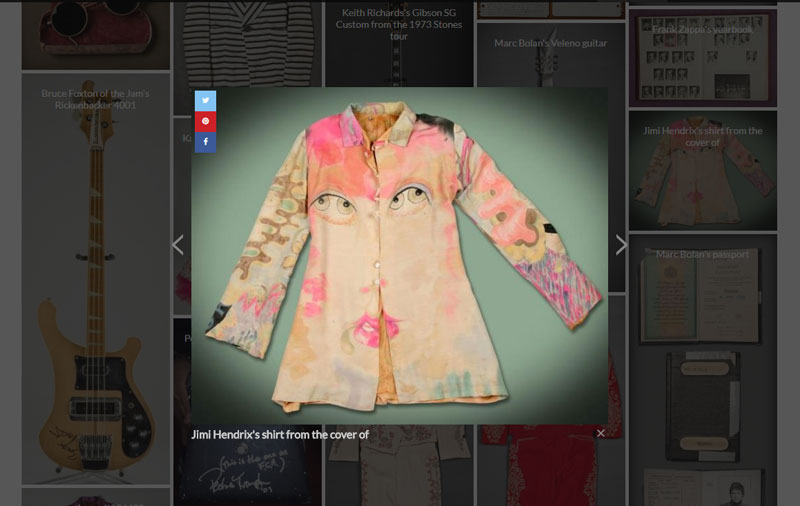 Keith Richards's Gibson SG
Custom from the 1973 Stones
tour
Marc Bolan's Veleno guitar
Frank Zappa's yearbook
Bruce Foxton of the Jam's
Rickenbacker 4001
Jimi Hendrix's shirt from the
cover of
Marc Bolan's passport
Jimi Hendrix's shirt from the cover of